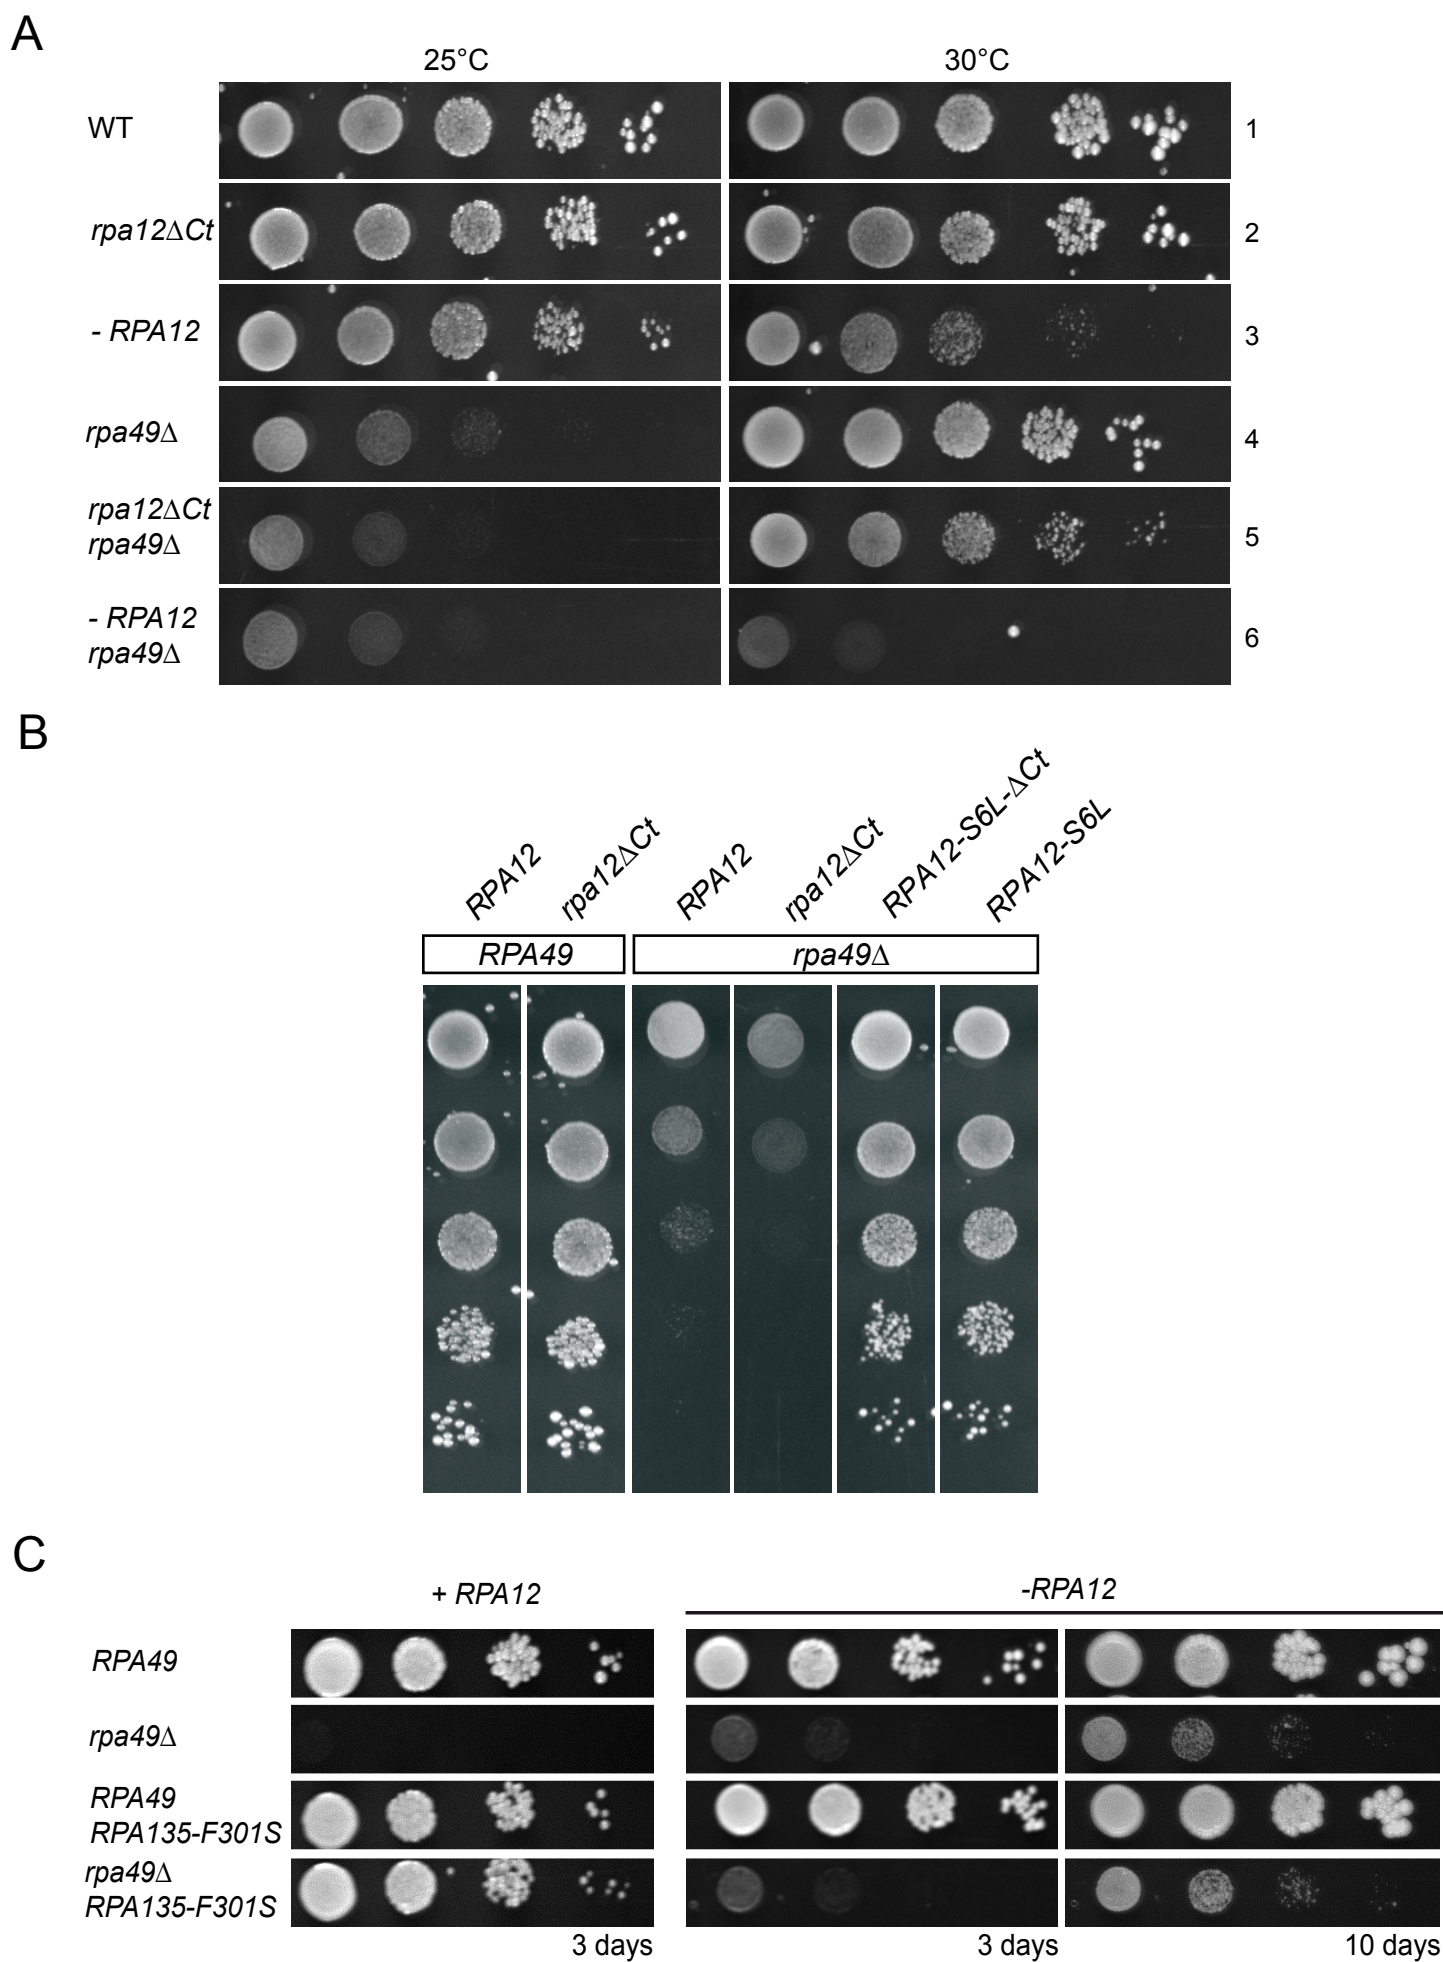 A
25°C 30°C
WT 1
rpa12ΔCt 2
- RPA12 3
rpa49Δ 4
rpa12ΔCt
rpa49Δ 5
- RPA12
rpa49Δ 6
B
RPA12 rpa12ΔCt RPA12 rpa12ΔCt RPA12-S6L-ΔCt RPA12-S6L
RPA49 rpa49Δ
C
+ RPA12 -RPA12
RPA49
rpa49Δ
RPA49
RPA135-F301S
rpa49Δ
RPA135-F301S
3 days 3 days 10 days